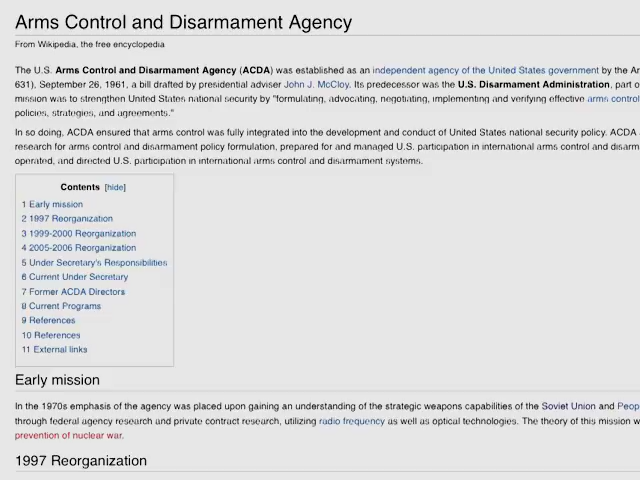 Arms Control and Disarmament Agency
From Wikipedia, the free encyclopedia
The U.S. Arms Control and Disarmament Agency (ACDA) was established as an independent agency of the United States government by the
631), September 26, 1961, a bill drafted by presidential adviser John J. McCloy. Its predecessor was the U.S. Disarmament Administration, part o
mission was to strengthen United States national security by "formulating, advocating, negotiating, implementing and verifying effective arms control
policies, strategies, and agreements."
In so doing, ACDA ensured that arms control was fully integrated into the development and conduct of United States national security policy. ACDA
research for arms control and disarmament policy formulation, prepared for and managed U.S. participation in international arms control and disarm
operated, and directed U.S. participation in international arms control and disarmament systems.
Contents [hide]
1 Early mission
2 1997 Reorganization
3 1999-2000 Reorganization
4 2005-2006 Reorganization
5 Under Secretary's Responsibilities
6 Current Under Secretary
7 Former ACDA Directors
8 Current Programs
9 References
10 References
11 External links
Early mission
In the 1970s emphasis of the agency was placed upon gaining an understanding of the strategic weapons capabilities of the Soviet Union and Peop
through federal agency research and private contract research, utilizing radio frequency as well as optical technologies. The theory of this mission w
prevention of nuclear war.
1997 Reorganization